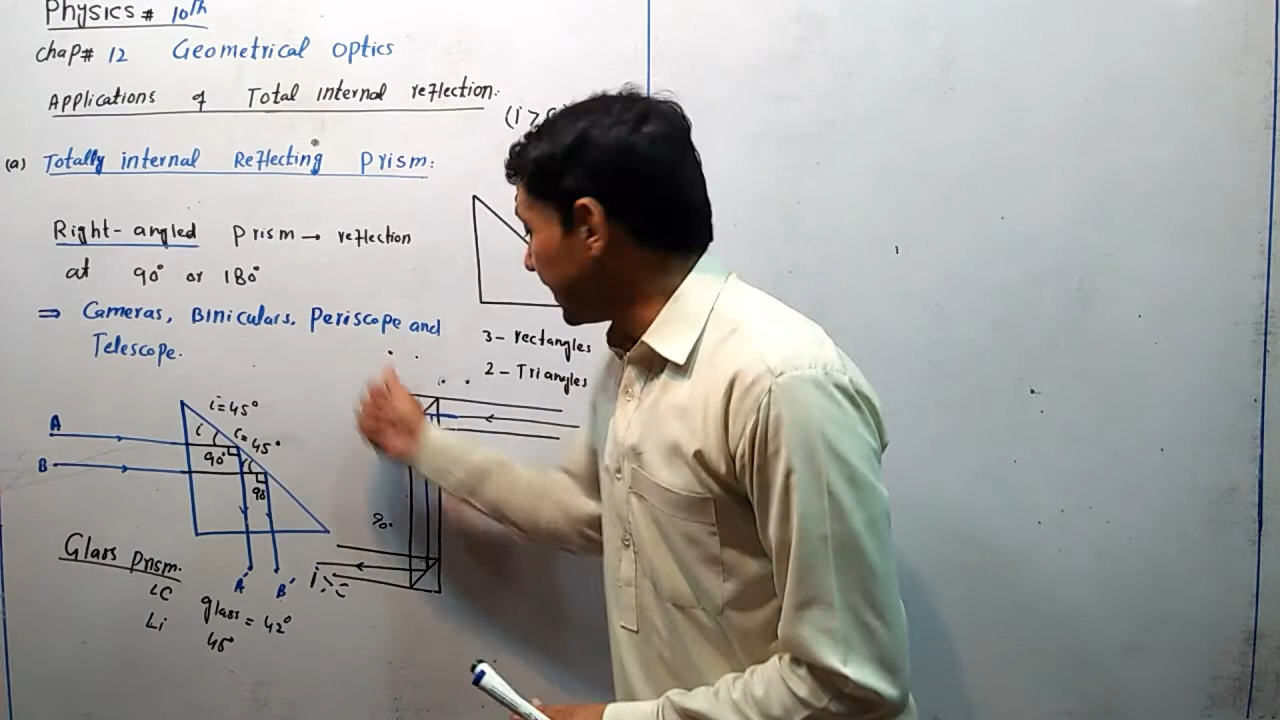 Physics # 10th
Chap# 12 Geometrical Optics
Applications of Total internal reflection.
(i >
(a) Totally internal Reflecting Prism:
Right-angled Prism → reflection
at 90° or 180°
⇒ Cameras, Biniculars, Periscope and
Telescope.
3- rectangles
2- Triangles
i=45°
A
i
45°
90°
B
90
90°
Glass Prism.
A' B'
∠C glass = 42°
∠i